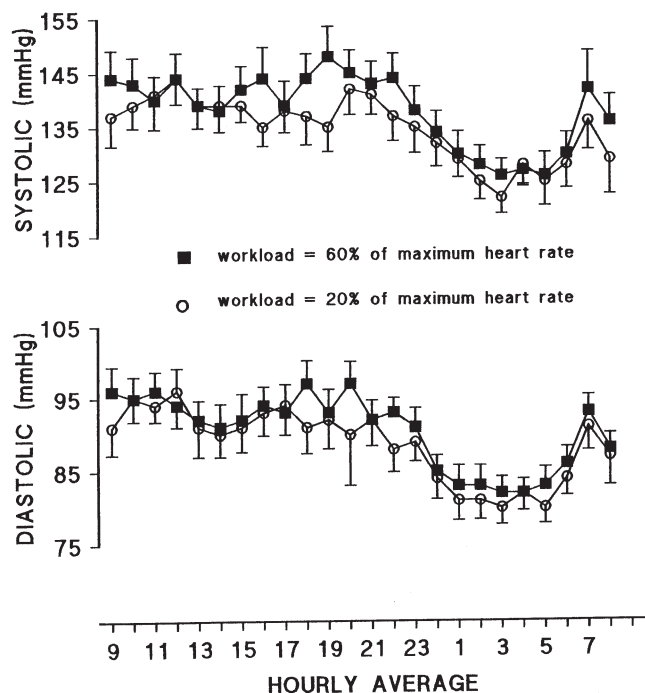 SYSTOLIC (mmHg)
155
145
135
125
115
workload = 60% of maximum heart rate
workload = 20% of maximum heart rate
DIASTOLIC (mmHg)
105
95
85
75
9 11 13 15 17 19 21 23 1 3 5 7
HOURLY AVERAGE